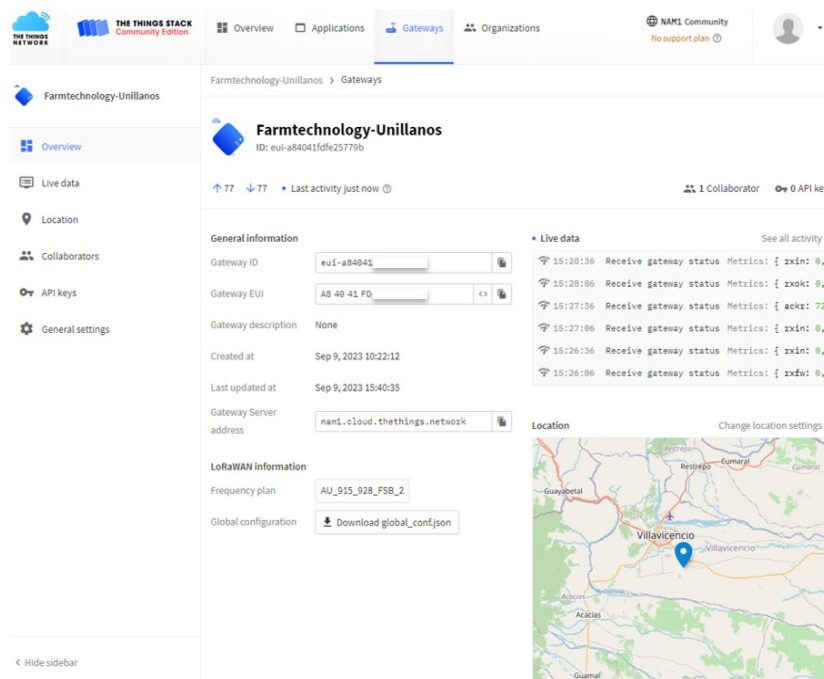 THE THINGS NETWORK
THE THINGS STACK
Community Edition
Overview
Applications
Gateways
Organizations
NAM1 Community
No support plan
Farmtechnology-Unillanos
Overview
Live data
Location
Collaborators
API keys
General settings
Hide sidebar
Farmtechnology-Unillanos > Gateways
Farmtechnology-Unillanos
ID: eui-a84041fdfe25779b
77 77 • Last activity just now
1 Collaborator 0 API key
General information
Gateway ID eui-a84041
Gateway EUI A8 40 41 FD
Gateway description None
Created at Sep 9, 2023 10:22:12
Last updated at Sep 9, 2023 15:40:35
Gateway Server address nam1.cloud.thethings.network
LoRaWAN information
Frequency plan AU_915_928_FSB_2
Global configuration Download global_conf.json
• Live data See all activity
15:28:36 Receive gateway status Metrics: { rxin: 0,
15:28:06 Receive gateway status Metrics: { rxok: 0,
15:27:36 Receive gateway status Metrics: { ackr: 72
15:27:06 Receive gateway status Metrics: { rxin: 0,
15:26:36 Receive gateway status Metrics: { rxin: 0,
15:26:06 Receive gateway status Metrics: { rxfw: 0,
Location Change location settings
Restrepo
Restrepo
Cumaral
Cumaral
Guayabetal
Villavicencio
Villavicencio
Acacías
Acacías
Guamal